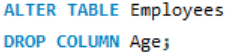 ALTER TABLE Employees
DROP COLUMN Age;